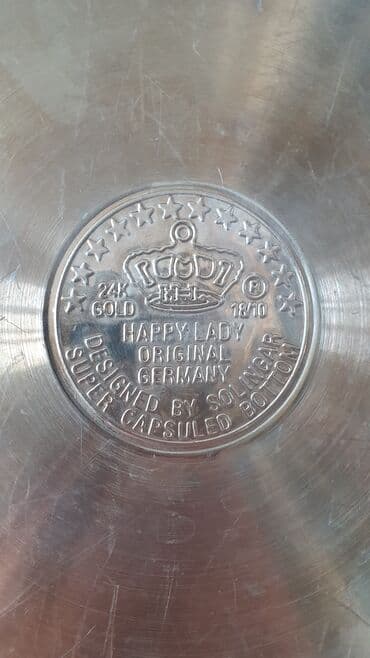 H-L
24K
GOLD
®
18/10
HAPPY-LADY
ORIGINAL
GERMANY
DESIGNED BY SOLINGAR
SUPER CAPSULED BOTTOM